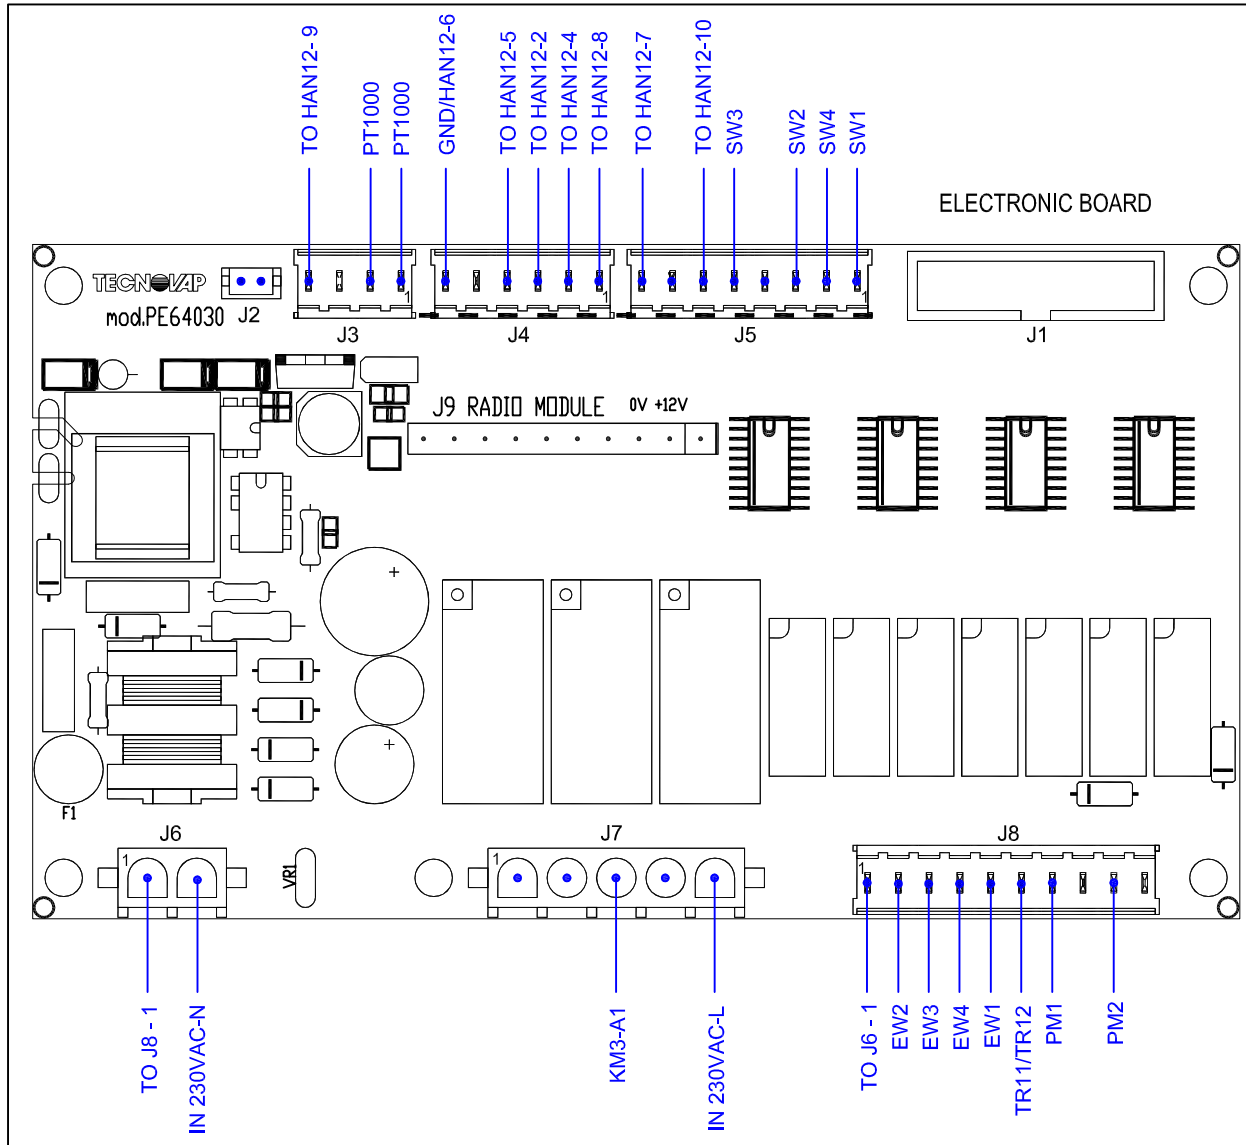 TO HAN12- 9
PT1000
PT1000
GND/HAN12-6
TO HAN12-5
TO HAN12-2
TO HAN12-4
TO HAN12-8
TO HAN12-7
TO HAN12-10
SW3
SW2
SW4
SW1
ELECTRONIC BOARD
TECNOVAP
mod.PE64030
J2
1
J3
1
J4
1
J5
J1
J9 RADIO MODULE 0V +12V
+
+
F1
J6
1
VR1
J7
1
J8
1
TO J8 - 1
IN 230VAC-N
KM3-A1
IN 230VAC-L
TO J6 - 1
EW2
EW3
EW4
EW1
TR11/TR12
PM1
PM2